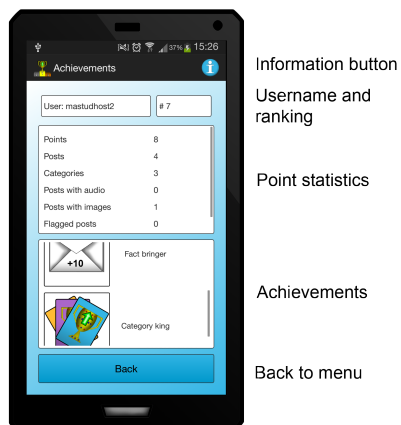 37% 15:26
Achievements i
Information button
User: mastudhost2 # 7
Username and
ranking
Points 8
Posts 4
Categories 3
Posts with audio 0
Posts with images 1
Flagged posts 0
Point statistics
+10 Fact bringer
Category king
Achievements
Back
Back to menu